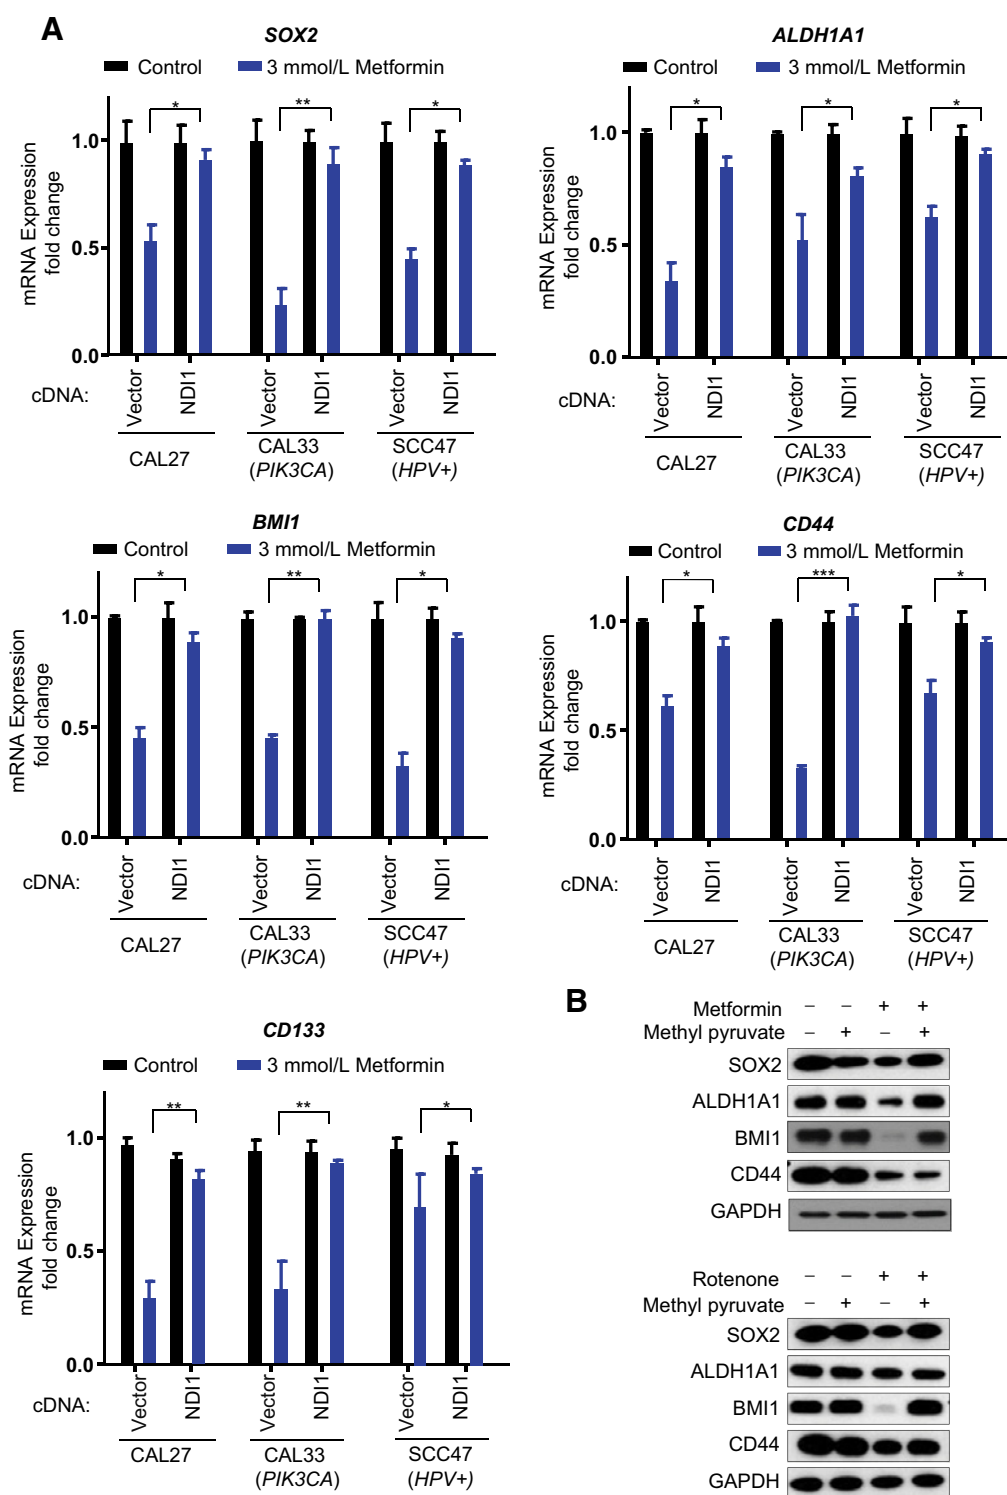 A
SOX2
Control 3 mmol/L Metformin
* ** *
mRNA Expression
fold change
1.0
0.5
0.0
cDNA: Vector NDI1 Vector NDI1 Vector NDI1
CAL27 CAL33 SCC47
(PIK3CA) (HPV+)
ALDH1A1
Control 3 mmol/L Metformin
* * *
mRNA Expression
fold change
1.0
0.5
0.0
cDNA: Vector NDI1 Vector NDI1 Vector NDI1
CAL27 CAL33 SCC47
(PIK3CA) (HPV+)
BMI1
Control 3 mmol/L Metformin
* ** *
mRNA Expression
fold change
1.0
0.5
0.0
cDNA: Vector NDI1 Vector NDI1 Vector NDI1
CAL27 CAL33 SCC47
(PIK3CA) (HPV+)
CD44
Control 3 mmol/L Metformin
* *** *
mRNA Expression
fold change
1.0
0.5
0.0
cDNA: Vector NDI1 Vector NDI1 Vector NDI1
CAL27 CAL33 SCC47
(PIK3CA) (HPV+)
CD133
Control 3 mmol/L Metformin
** ** *
mRNA Expression
fold change
1.0
0.5
0.0
cDNA: Vector NDI1 Vector NDI1 Vector NDI1
CAL27 CAL33 SCC47
(PIK3CA) (HPV+)
B
Metformin − − + +
Methyl pyruvate − + − +
SOX2
ALDH1A1
BMI1
CD44
GAPDH
Rotenone − − + +
Methyl pyruvate − + − +
SOX2
ALDH1A1
BMI1
CD44
GAPDH